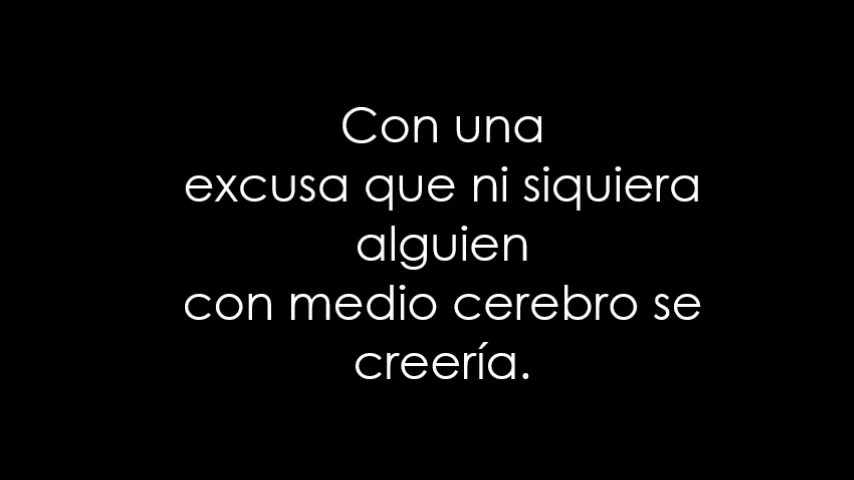 Con una
excusa que ni siquiera
alguien
con medio cerebro se
creería.